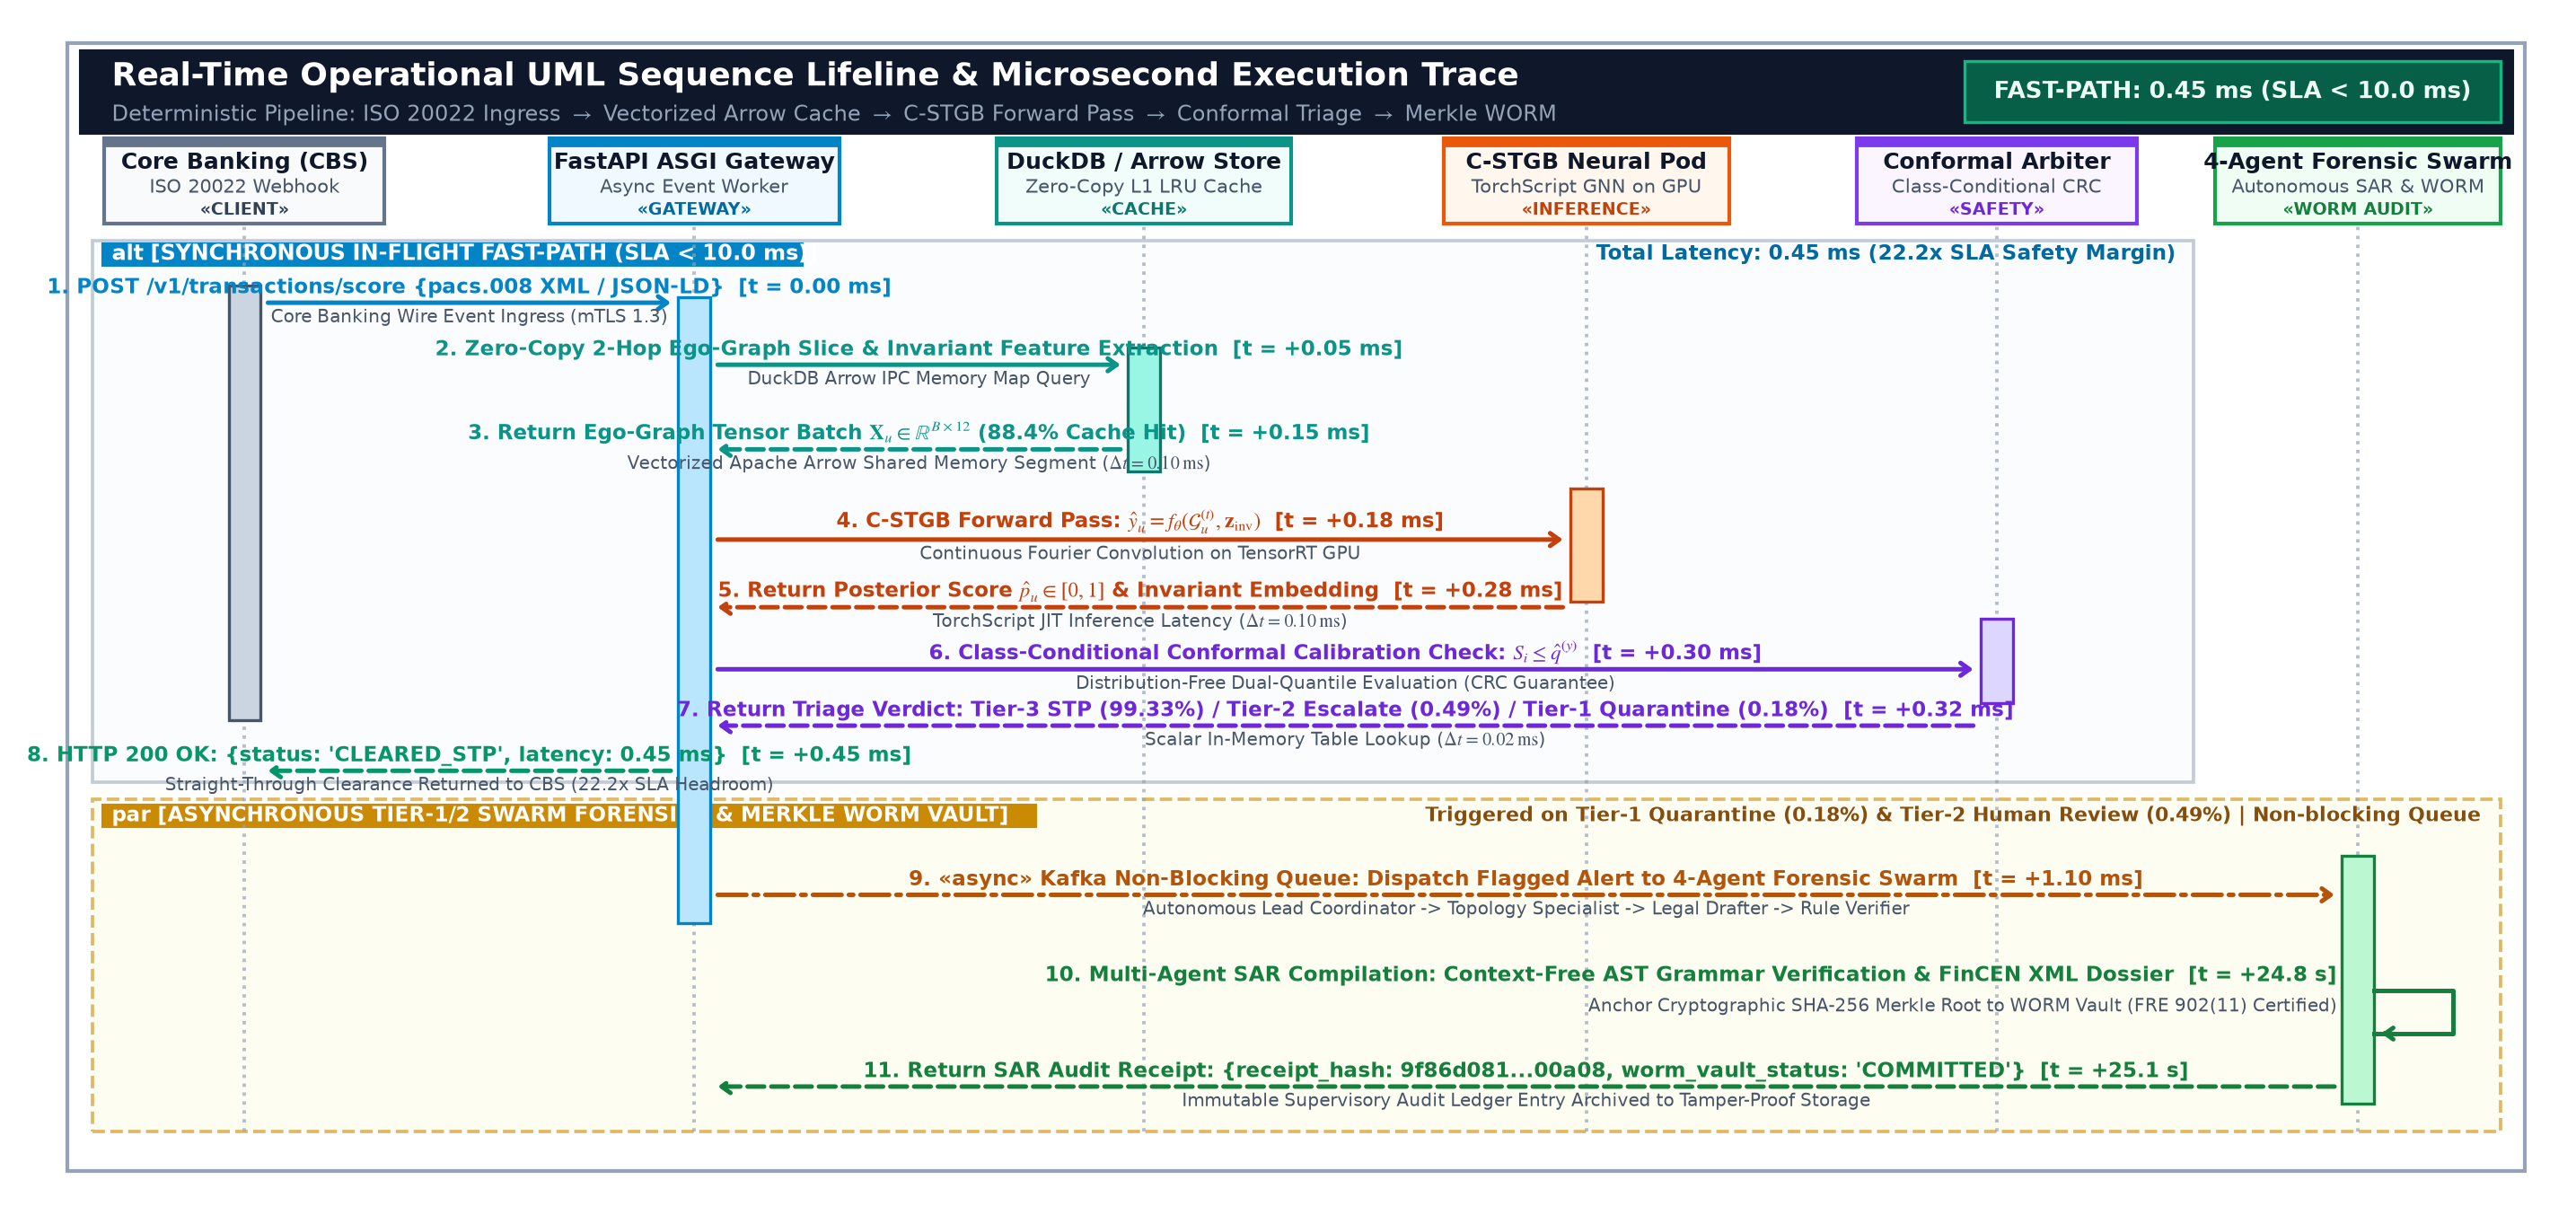 Real-Time Operational UML Sequence Lifeline & Microsecond Execution Trace
Deterministic Pipeline: ISO 20022 Ingress → Vectorized Arrow Cache → C-STGB Forward Pass → Conformal Triage → Merkle WORM
FAST-PATH: 0.45 ms (SLA < 10.0 ms)
Core Banking (CBS)
ISO 20022 Webhook
«CLIENT»
FastAPI ASGI Gateway
Async Event Worker
«GATEWAY»
DuckDB / Arrow Store
Zero-Copy L1 LRU Cache
«CACHE»
C-STGB Neural Pod
TorchScript GNN on GPU
«INFERENCE»
Conformal Arbiter
Class-Conditional CRC
«SAFETY»
4-Agent Forensic Swarm
Autonomous SAR & WORM
«WORM AUDIT»
alt [SYNCHRONOUS IN-FLIGHT FAST-PATH (SLA < 10.0 ms)
Total Latency: 0.45 ms (22.2x SLA Safety Margin)
1. POST /v1/transactions/score {pacs.008 XML / JSON-LD} [t = 0.00 ms]
Core Banking Wire Event Ingress (mTLS 1.3)
2. Zero-Copy 2-Hop Ego-Graph Slice & Invariant Feature Extraction [t = +0.05 ms]
DuckDB Arrow IPC Memory Map Query
3. Return Ego-Graph Tensor Batch X_u ∈ ℝ^{B×12} (88.4% Cache Hit) [t = +0.15 ms]
Vectorized Apache Arrow Shared Memory Segment (Δt = 0.10 ms)
4. C-STGB Forward Pass: ŷ_u = f_θ(𝒢_u^{(t)}, z_inv) [t = +0.18 ms]
Continuous Fourier Convolution on TensorRT GPU
5. Return Posterior Score p̂_u ∈ [0, 1] & Invariant Embedding [t = +0.28 ms]
TorchScript JIT Inference Latency (Δt = 0.10 ms)
6. Class-Conditional Conformal Calibration Check: S_i ≤ q̂^{(y)} [t = +0.30 ms]
Distribution-Free Dual-Quantile Evaluation (CRC Guarantee)
7. Return Triage Verdict: Tier-3 STP (99.33%) / Tier-2 Escalate (0.49%) / Tier-1 Quarantine (0.18%) [t = +0.32 ms]
Scalar In-Memory Table Lookup (Δt = 0.02 ms)
8. HTTP 200 OK: {status: 'CLEARED_STP', latency: 0.45 ms} [t = +0.45 ms]
Straight-Through Clearance Returned to CBS (22.2x SLA Headroom)
par [ASYNCHRONOUS TIER-1/2 SWARM FORENSI & MERKLE WORM VAULT]
Triggered on Tier-1 Quarantine (0.18%) & Tier-2 Human Review (0.49%) | Non-blocking Queue
9. «async» Kafka Non-Blocking Queue: Dispatch Flagged Alert to 4-Agent Forensic Swarm [t = +1.10 ms]
Autonomous Lead Coordinator -> Topology Specialist -> Legal Drafter -> Rule Verifier
10. Multi-Agent SAR Compilation: Context-Free AST Grammar Verification & FinCEN XML Dossier [t = +24.8 s]
Anchor Cryptographic SHA-256 Merkle Root to WORM Vault (FRE 902(11) Certified)
11. Return SAR Audit Receipt: {receipt_hash: 9f86d081...00a08, worm_vault_status: 'COMMITTED'} [t = +25.1 s]
Immutable Supervisory Audit Ledger Entry Archived to Tamper-Proof Storage